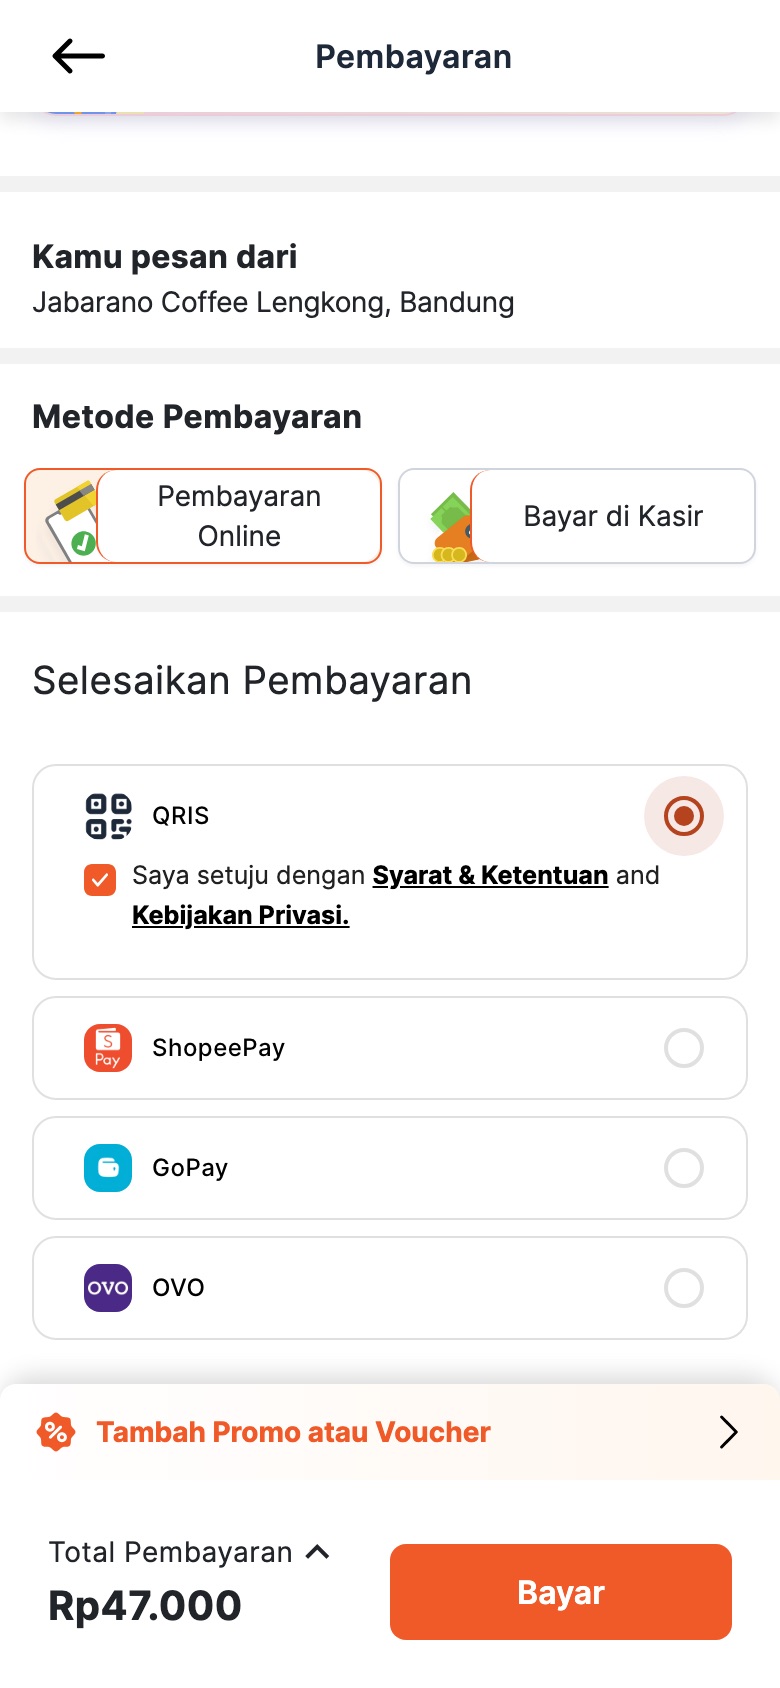 Pembayaran
Kamu pesan dari
Jabarano Coffee Lengkong, Bandung
Metode Pembayaran
Pembayaran
Online
Bayar di Kasir
Selesaikan Pembayaran
QRIS
Saya setuju dengan Syarat & Ketentuan and
Kebijakan Privasi.
S
Pay
ShopeePay
GoPay
OVO
OVO
% Tambah Promo atau Voucher
Total Pembayaran
Rp47.000
Bayar